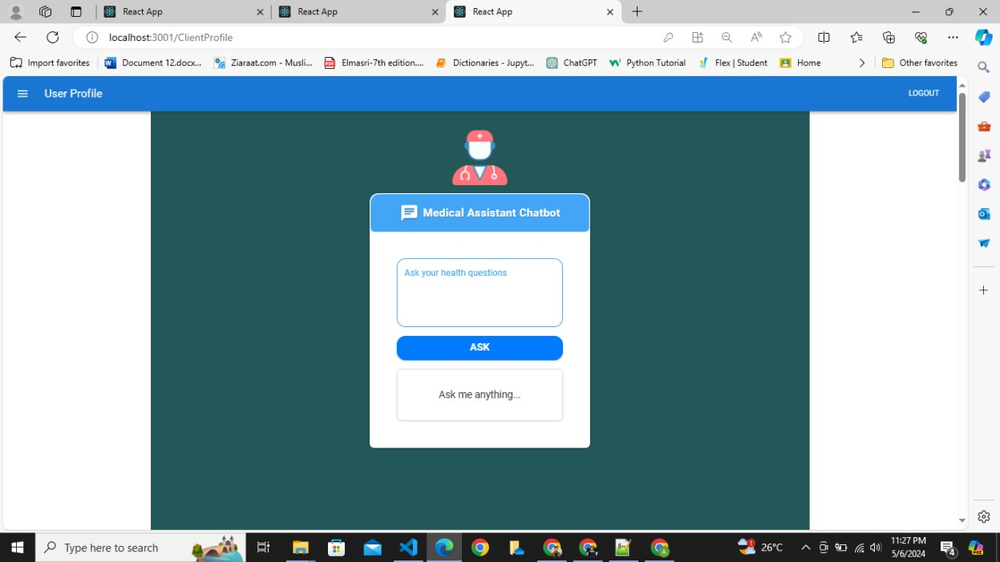 React App
React App
React App
localhost:3001/ClientProfile
Import favorites
Document 12.docx...
Ziaraat.com - Musli...
Elmasri-7th edition....
Dictionaries - Jupyt...
ChatGPT
Python Tutorial
Flex | Student
Home
Other favorites
User Profile
LOGOUT
Medical Assistant Chatbot
Ask your health questions
ASK
Ask me anything...
Type here to search
26°C
11:27 PM
5/6/2024
4